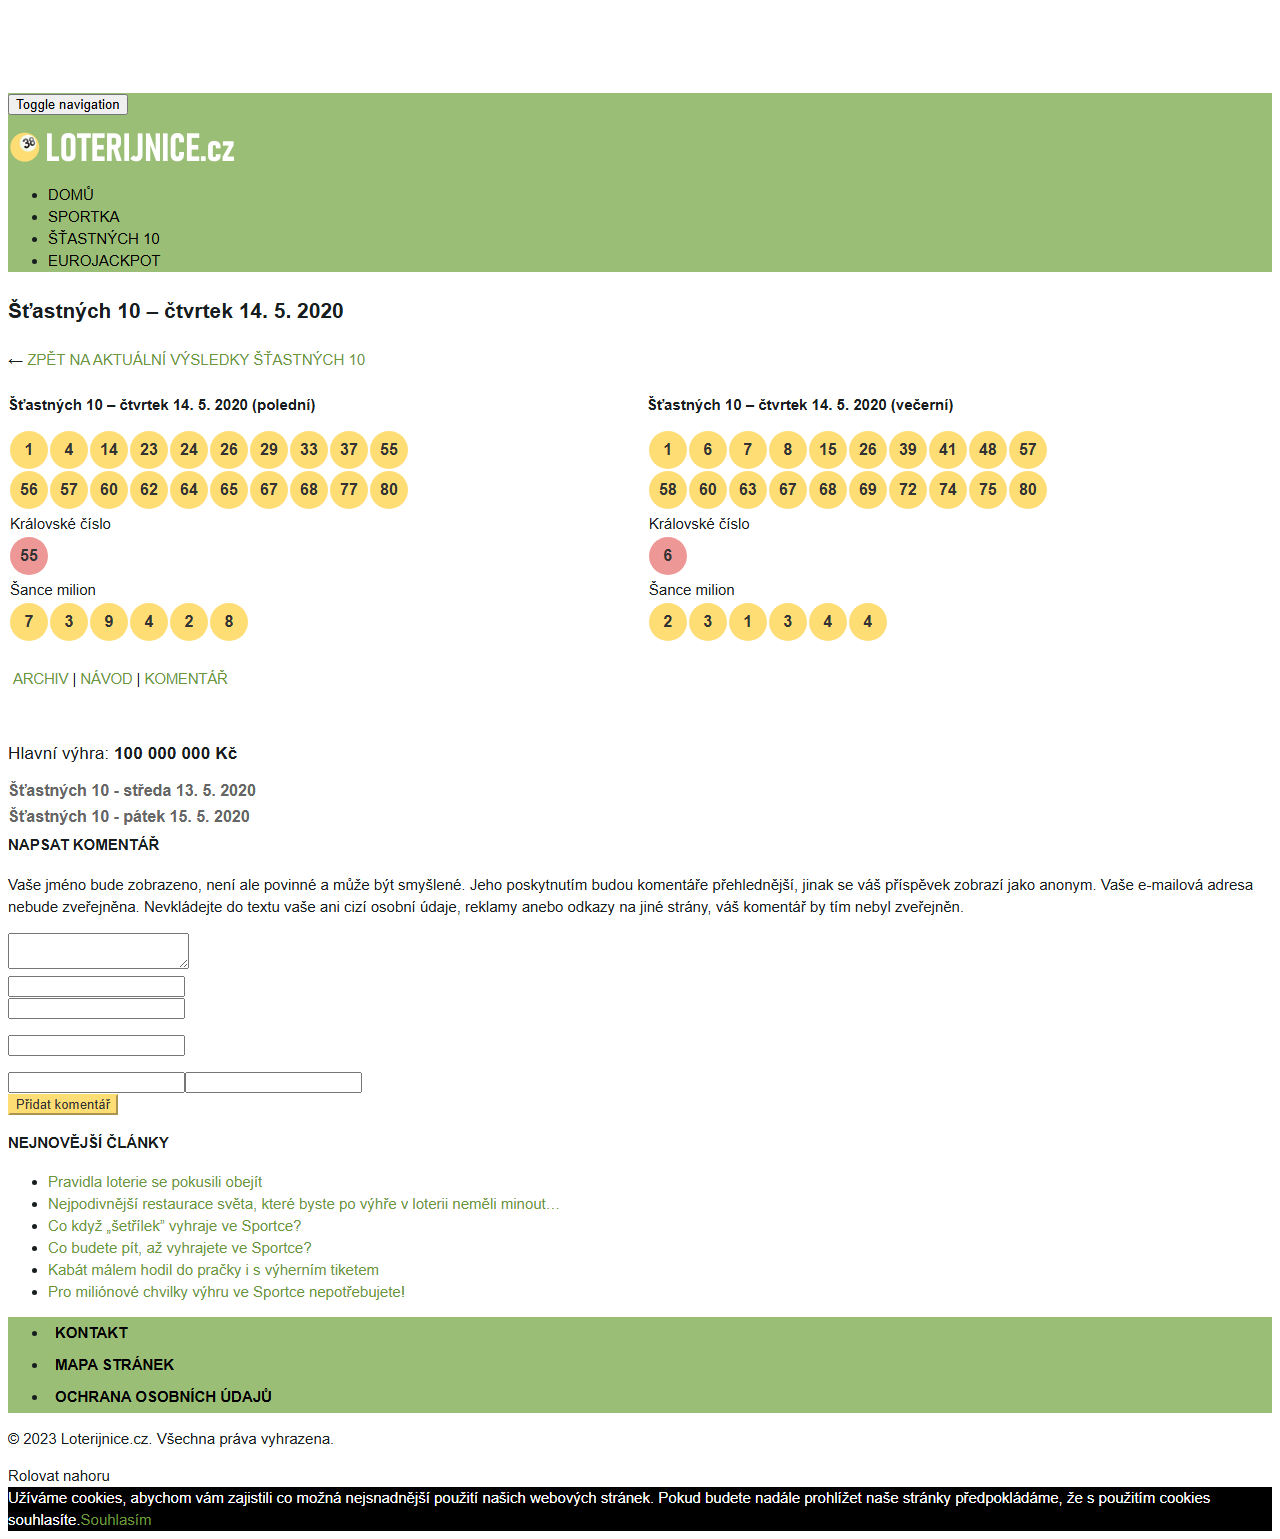 Toggle navigation
38 LOTERIJNICE.cz
DOMŮ
SPORTKA
ŠŤASTNÝCH 10
EUROJACKPOT
Šťastných 10 – čtvrtek 14. 5. 2020
← ZPĚT NA AKTUÁLNÍ VÝSLEDKY ŠŤASTNÝCH 10
Šťastných 10 – čtvrtek 14. 5. 2020 (polední)
1 4 14 23 24 26 29 33 37 55
56 57 60 62 64 65 67 68 77 80
Královské číslo
55
Šance milion
7 3 9 4 2 8
Šťastných 10 – čtvrtek 14. 5. 2020 (večerní)
1 6 7 8 15 26 39 41 48 57
58 60 63 67 68 69 72 74 75 80
Královské číslo
6
Šance milion
2 3 1 3 4 4
ARCHIV | NÁVOD | KOMENTÁŘ
Hlavní výhra: 100 000 000 Kč
Šťastných 10 - středa 13. 5. 2020
Šťastných 10 - pátek 15. 5. 2020
NAPSAT KOMENTÁŘ
Vaše jméno bude zobrazeno, není ale povinné a může být smyšlené. Jeho poskytnutím budou komentáře přehlednější, jinak se váš příspěvek zobrazí jako anonym. Vaše e-mailová adresa
nebude zveřejněna. Nevkládejte do textu vaše ani cizí osobní údaje, reklamy anebo odkazy na jiné strány, váš komentář by tím nebyl zveřejněn.
Přidat komentář
NEJNOVĚJŠÍ ČLÁNKY
Pravidla loterie se pokusili obejít
Nejpodivnější restaurace světa, které byste po výhře v loterii neměli minout…
Co když „šetřílek” vyhraje ve Sportce?
Co budete pít, až vyhrajete ve Sportce?
Kabát málem hodil do pračky i s výherním tiketem
Pro miliónové chvilky výhru ve Sportce nepotřebujete!
KONTAKT
MAPA STRÁNEK
OCHRANA OSOBNÍCH ÚDAJŮ
© 2023 Loterijnice.cz. Všechna práva vyhrazena.
Rolovat nahoru
Užíváme cookies, abychom vám zajistili co možná nejsnadnější použití našich webových stránek. Pokud budete nadále prohlížet naše stránky předpokládáme, že s použitím cookies
souhlasíte.Souhlasím